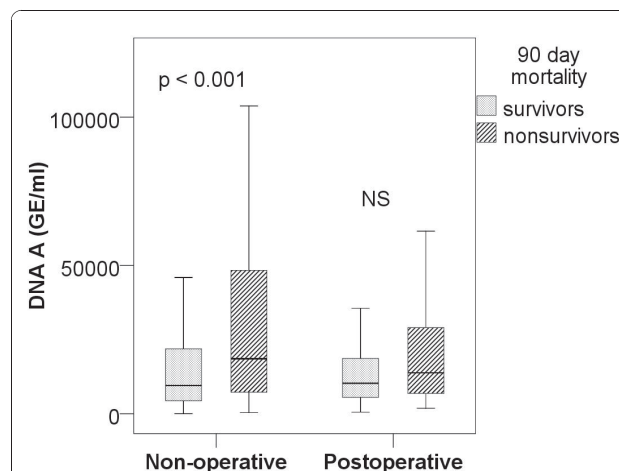 90 day
mortality
survivors
nonsurvivors
p < 0.001
NS
DNA A (GE/ml)
100000
50000
0
Non-operative
Postoperative